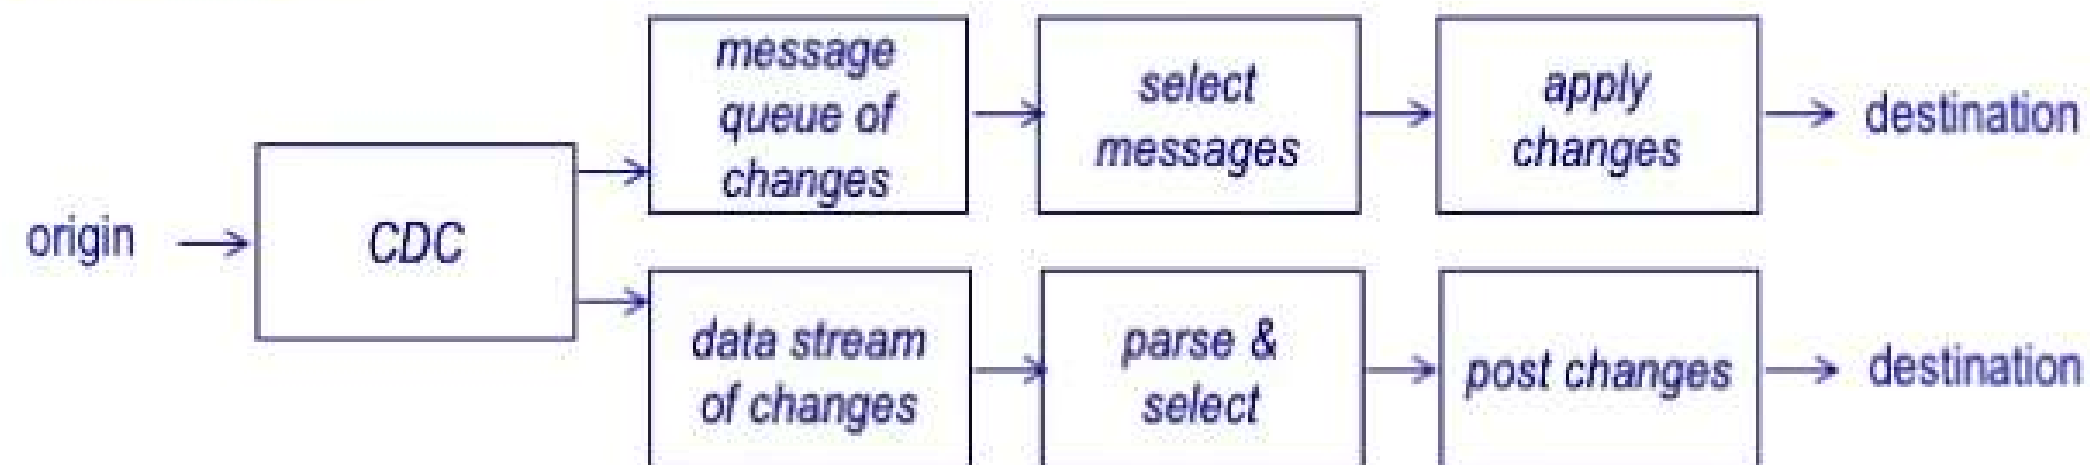 origin
CDC
message
queue of
changes
select
messages
apply
changes
destination
data stream
of changes
parse &
select
post changes
destination